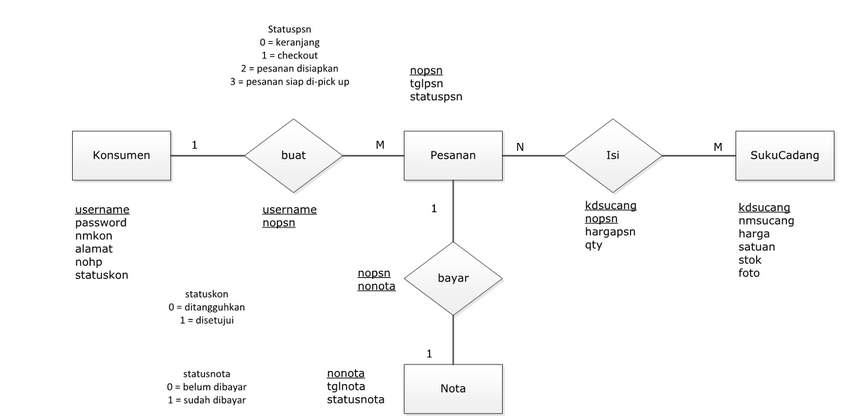 Statuspsn
0 = keranjang
1 = checkout
2 = pesanan disiapkan
3 = pesanan siap di-pick up
nopsn
tglpsn
statuspsn
Konsumen
1
buat
M
Pesanan
N
Isi
M
SukuCadang
username
password
nmkon
alamat
nohp
statuskon
username
nopsn
1
kdsucang
nopsn
hargapsn
qty
kdsucang
nmsucang
harga
satuan
stok
foto
nopsn
nonota
bayar
statuskon
0 = ditangguhkan
1 = disetujui
1
statusnota
0 = belum dibayar
1 = sudah dibayar
nonota
tglnota
statusnota
Nota